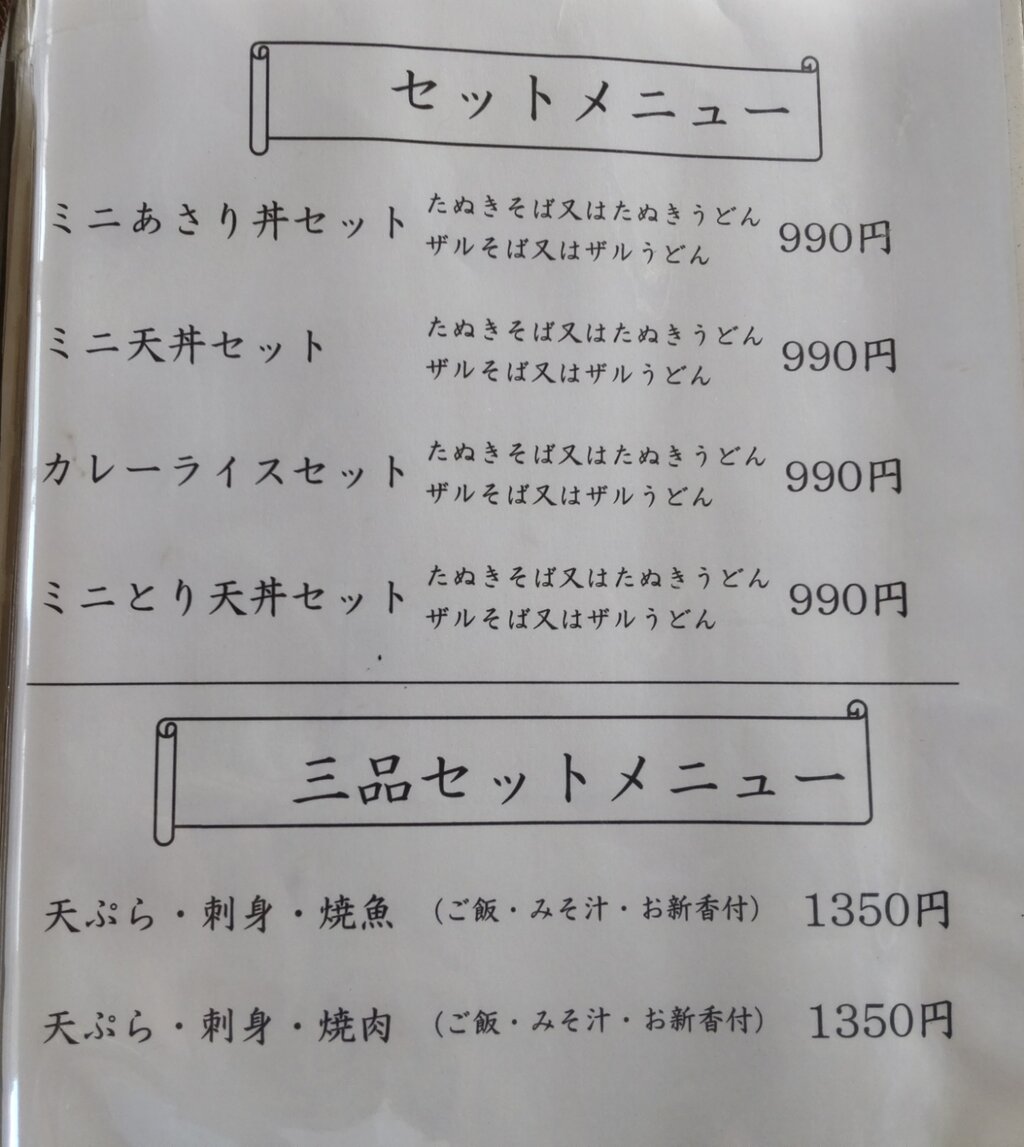 セットメニュー
ミニあさり丼セット たぬきそば又はたぬきうどん 990円
ザルそば又はザルうどん
ミニ天丼セット たぬきそば又はたぬきうどん 990円
ザルそば又はザルうどん
カレーライスセット たぬきそば又はたぬきうどん 990円
ザルそば又はザルうどん
ミニとり天丼セット たぬきそば又はたぬきうどん 990円
ザルそば又はザルうどん
三品セットメニュー
天ぷら・刺身・焼魚 (ご飯・みそ汁・お新香付) 1350円
天ぷら・刺身・焼肉 (ご飯・みそ汁・お新香付) 1350円